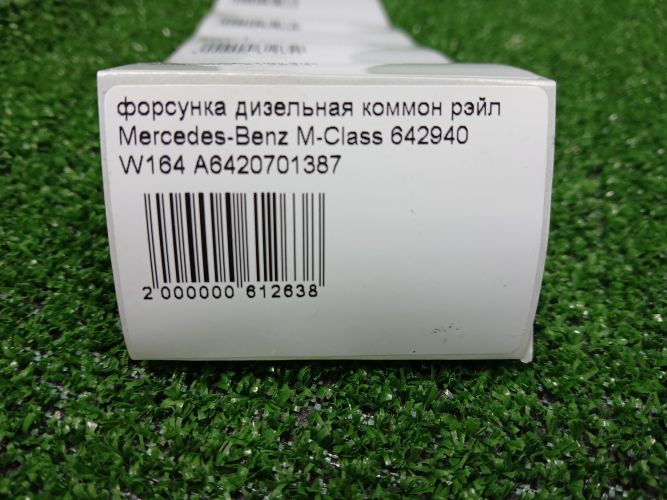 форсунка дизельная коммон рэйл
Mercedes-Benz M-Class 642940
W164 A6420701387
2 000000 612638